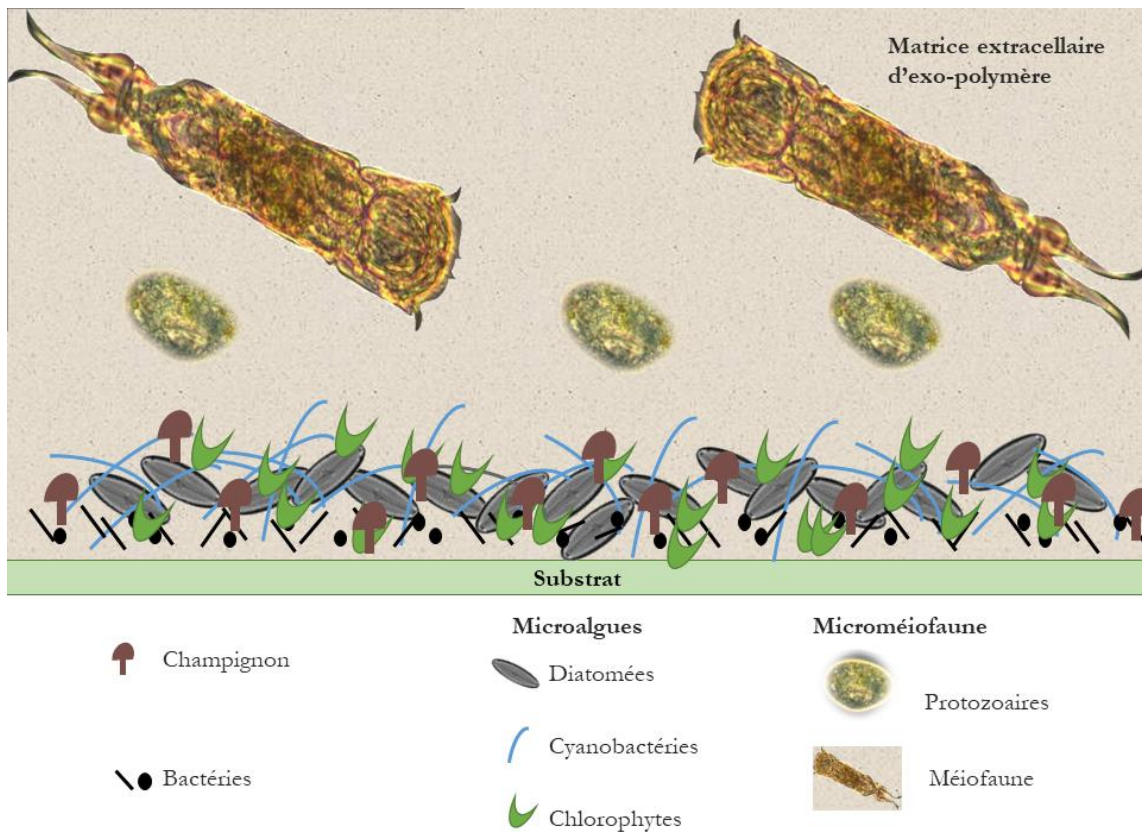 Matrice extracellaire
d'exo-polymère
Substrat
Champignon
Bactéries
Microalgues
Diatomées
Cyanobactéries
Chlorophytes
Microméiofaune
Protozoaires
Méiofaune